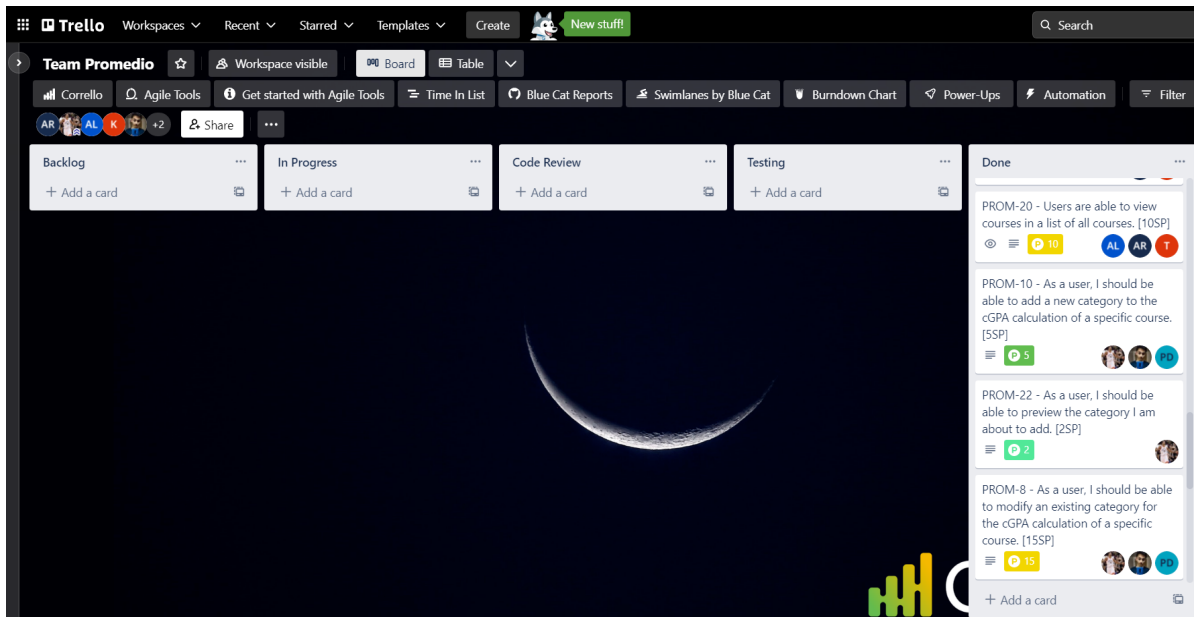 Trello
Workspaces
Recent
Starred
Templates
Create
New stuff!
Search
Team Promedio
Workspace visible
Board
Table
Corrello
Agile Tools
Get started with Agile Tools
Time In List
Blue Cat Reports
Swimlanes by Blue Cat
Burndown Chart
Power-Ups
Automation
Filter
AR
AL
K
+2
Share
Backlog
+ Add a card
In Progress
+ Add a card
Code Review
+ Add a card
Testing
+ Add a card
Done
PROM-20 - Users are able to view
courses in a list of all courses. [10SP]
P 10
AL
AR
T
PROM-10 - As a user, I should be
able to add a new category to the
cGPA calculation of a specific course.
[5SP]
P 5
PD
PROM-22 - As a user, I should be
able to preview the category I am
about to add. [2SP]
P 2
PROM-8 - As a user, I should be able
to modify an existing category for
the cGPA calculation of a specific
course. [15SP]
P 15
PD
+ Add a card